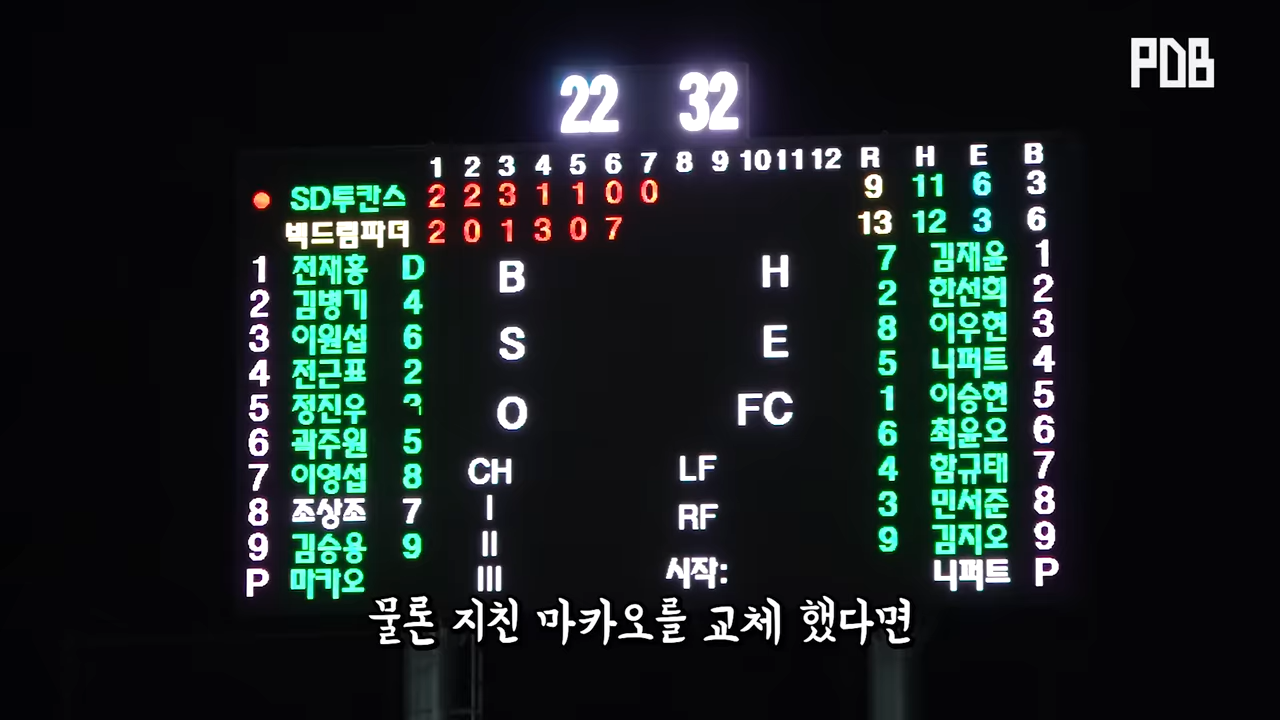 PDB
22 32
1 2 3 4 5 6 7 8 9 10 11 12 R H E B
SD투칸스 2 2 3 1 1 0 0 9 11 6 3
빅드림파더 2 0 1 3 0 7 13 12 3 6
1 전재홍 D B H 7 김재윤 1
2 김병기 4 2 한선희 2
3 이원섭 6 S E 8 이우현 3
4 전근표 2 5 니퍼트 4
5 정진우 O FC 1 이승현 5
6 곽주원 5 6 최윤오 6
7 이영섭 8 CH LF 4 함규태 7
8 조상조 7 I RF 3 민서준 8
9 김승용 9 II 9 김지오 9
P 마카오 III 시작: 니퍼트 P
물론 지친 마카오를 교체 했다면